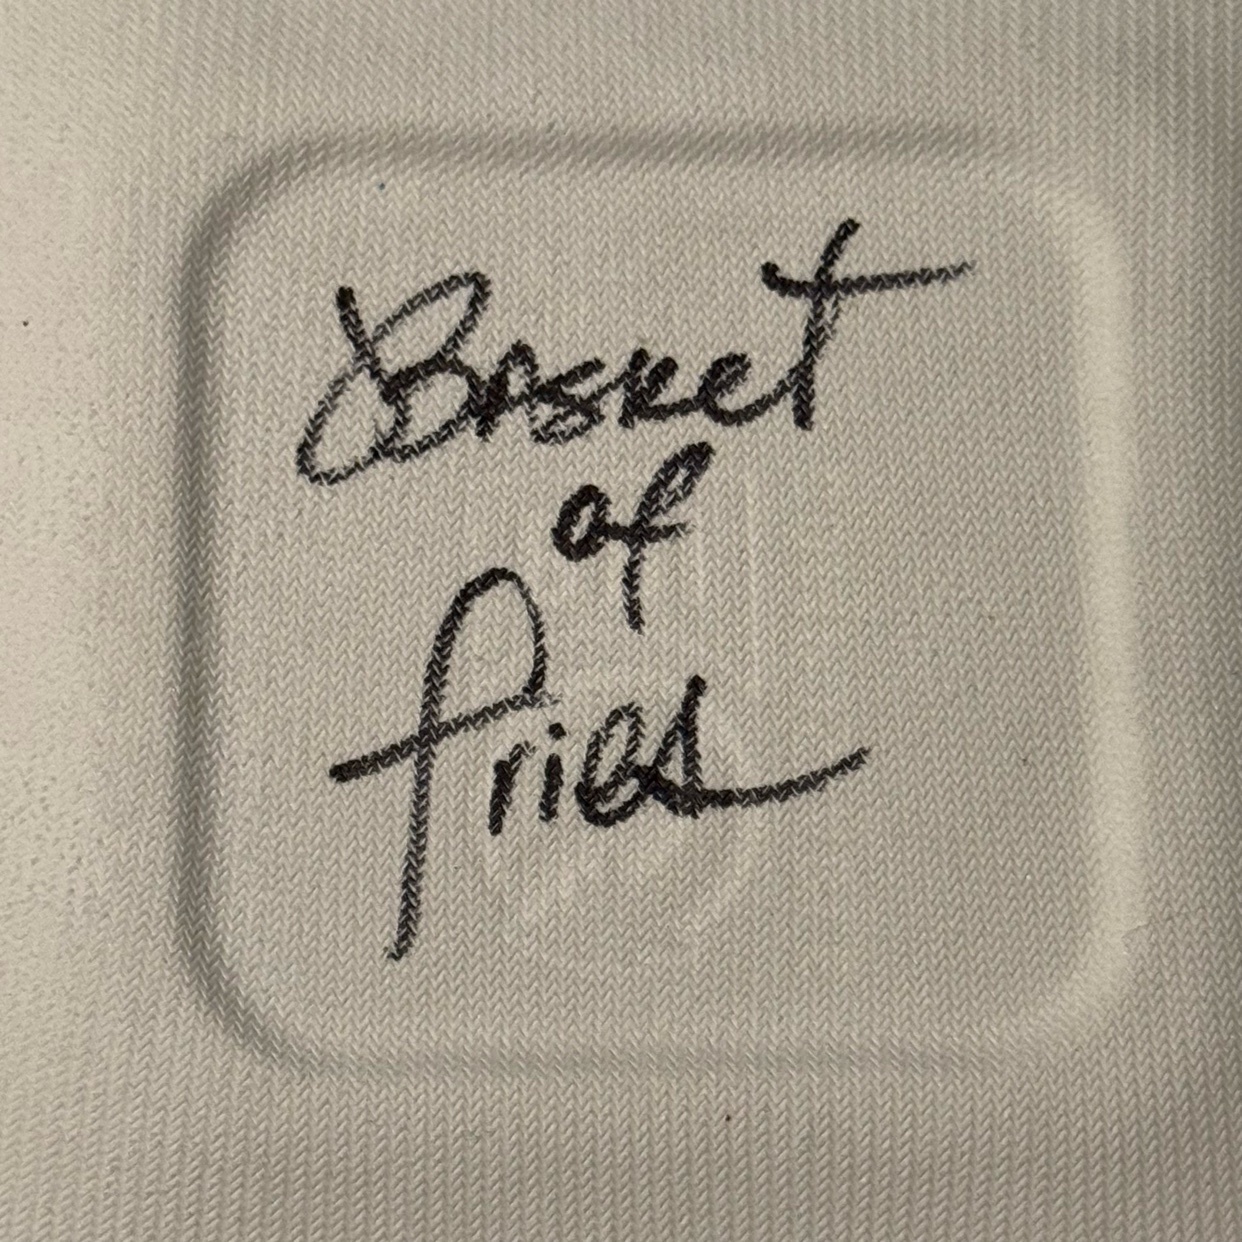 Basket
of
fries